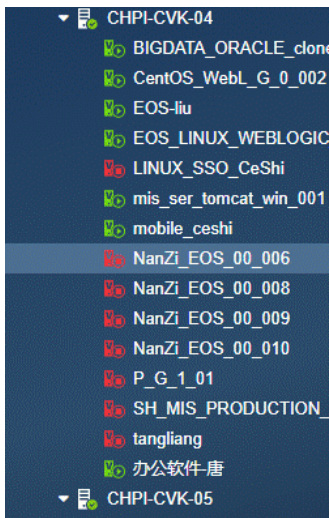 CHPI-CVK-04
BIGDATA_ORACLE_clone
CentOS_WebL_G_0_002
EOS-liu
EOS_LINUX_WEBLOGIC
LINUX_SSO_CeShi
mis_ser_tomcat_win_001
mobile_ceshi
NanZi_EOS_00_006
NanZi_EOS_00_008
NanZi_EOS_00_009
NanZi_EOS_00_010
P_G_1_01
SH_MIS_PRODUCTION_
tangliang
办公软件-唐
CHPI-CVK-05